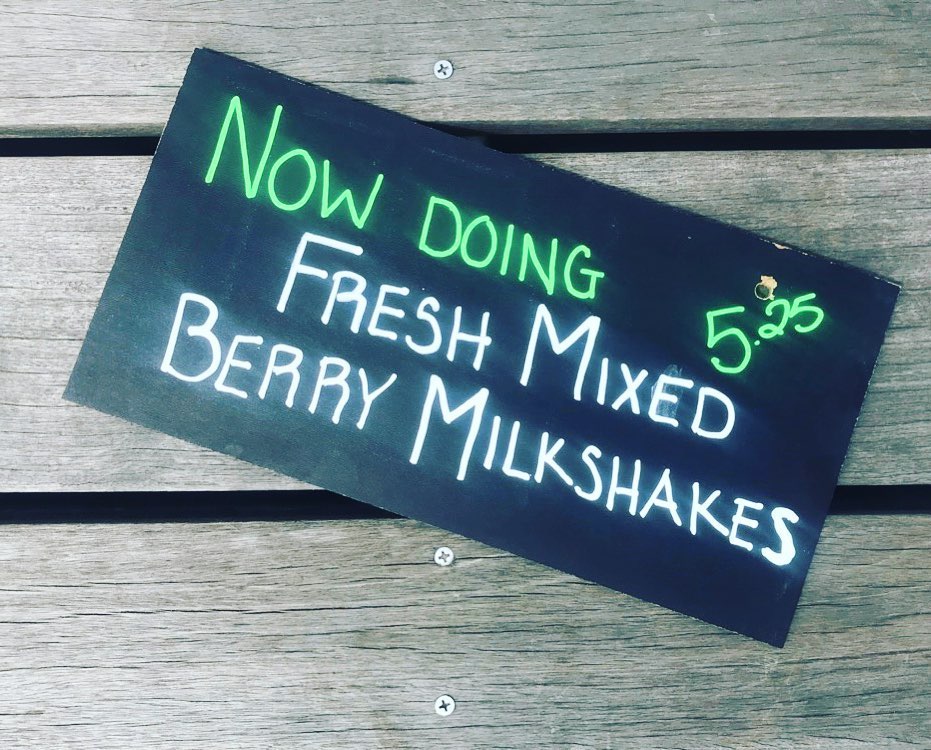 Now doing
Fresh Mixed
Berry Milkshakes
5.25